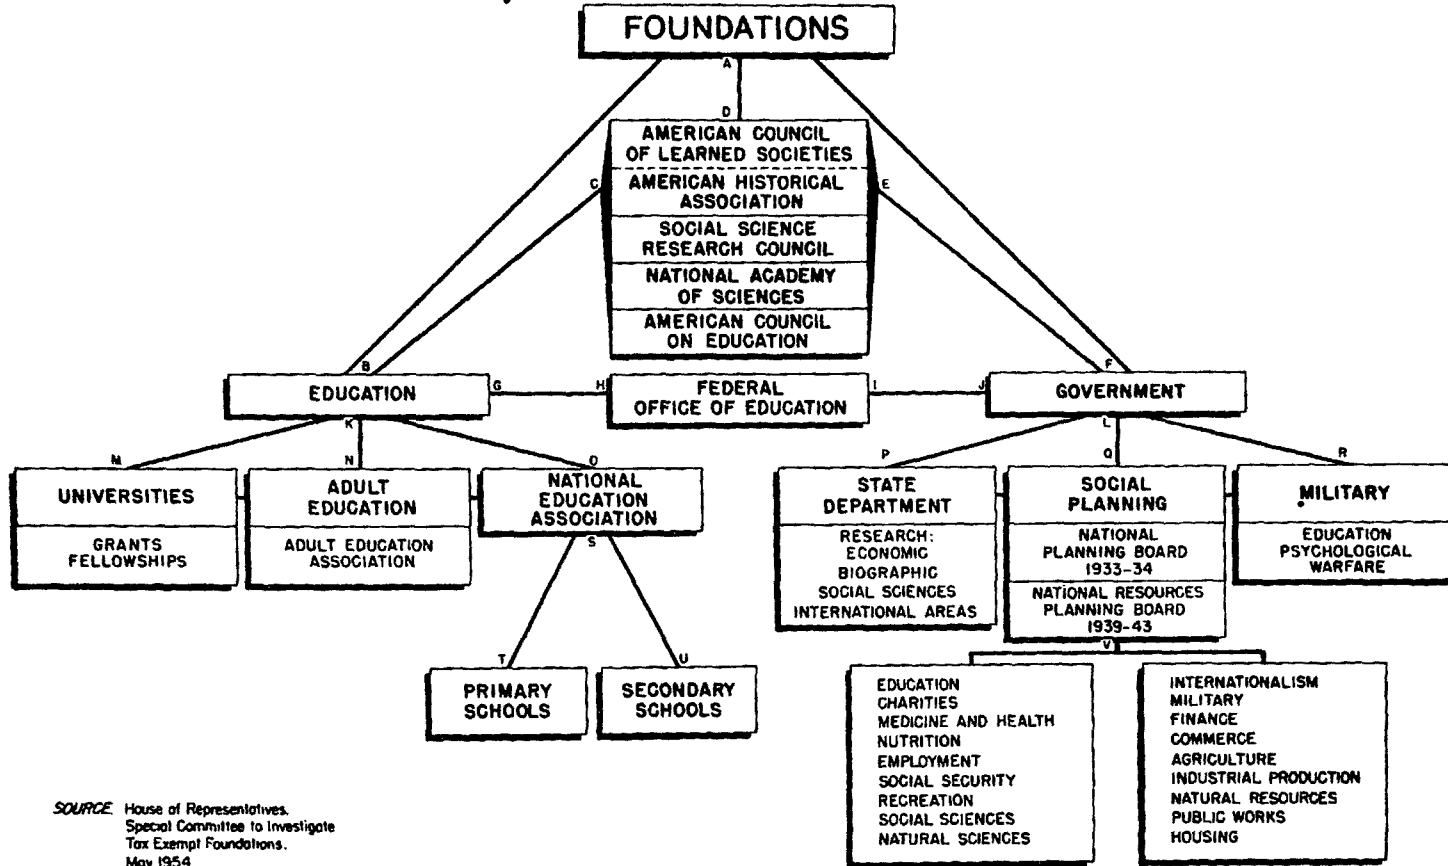 FOUNDATIONS
A
D
AMERICAN COUNCIL
OF LEARNED SOCIETIES
C
E
AMERICAN HISTORICAL
ASSOCIATION
SOCIAL SCIENCE
RESEARCH COUNCIL
NATIONAL ACADEMY
OF SCIENCES
AMERICAN COUNCIL
ON EDUCATION
B
F
EDUCATION
G
H
FEDERAL
OFFICE OF EDUCATION
I
J
GOVERNMENT
K
L
M
N
O
P
Q
R
UNIVERSITIES
GRANTS
FELLOWSHIPS
ADULT
EDUCATION
ADULT EDUCATION
ASSOCIATION
NATIONAL
EDUCATION
ASSOCIATION
STATE
DEPARTMENT
RESEARCH:
ECONOMIC
BIOGRAPHIC
SOCIAL SCIENCES
INTERNATIONAL AREAS
SOCIAL
PLANNING
NATIONAL
PLANNING BOARD
1933-34
NATIONAL RESOURCES
PLANNING BOARD
1939-43
MILITARY
EDUCATION
PSYCHOLOGICAL
WARFARE
S
T
U
V
PRIMARY
SCHOOLS
SECONDARY
SCHOOLS
EDUCATION
CHARITIES
MEDICINE AND HEALTH
NUTRITION
EMPLOYMENT
SOCIAL SECURITY
RECREATION
SOCIAL SCIENCES
NATURAL SCIENCES
INTERNATIONALISM
MILITARY
FINANCE
COMMERCE
AGRICULTURE
INDUSTRIAL PRODUCTION
NATURAL RESOURCES
PUBLIC WORKS
HOUSING
SOURCE: House of Representatives.
Special Committee to Investigate
Tax Exempt Foundations.
May 1954